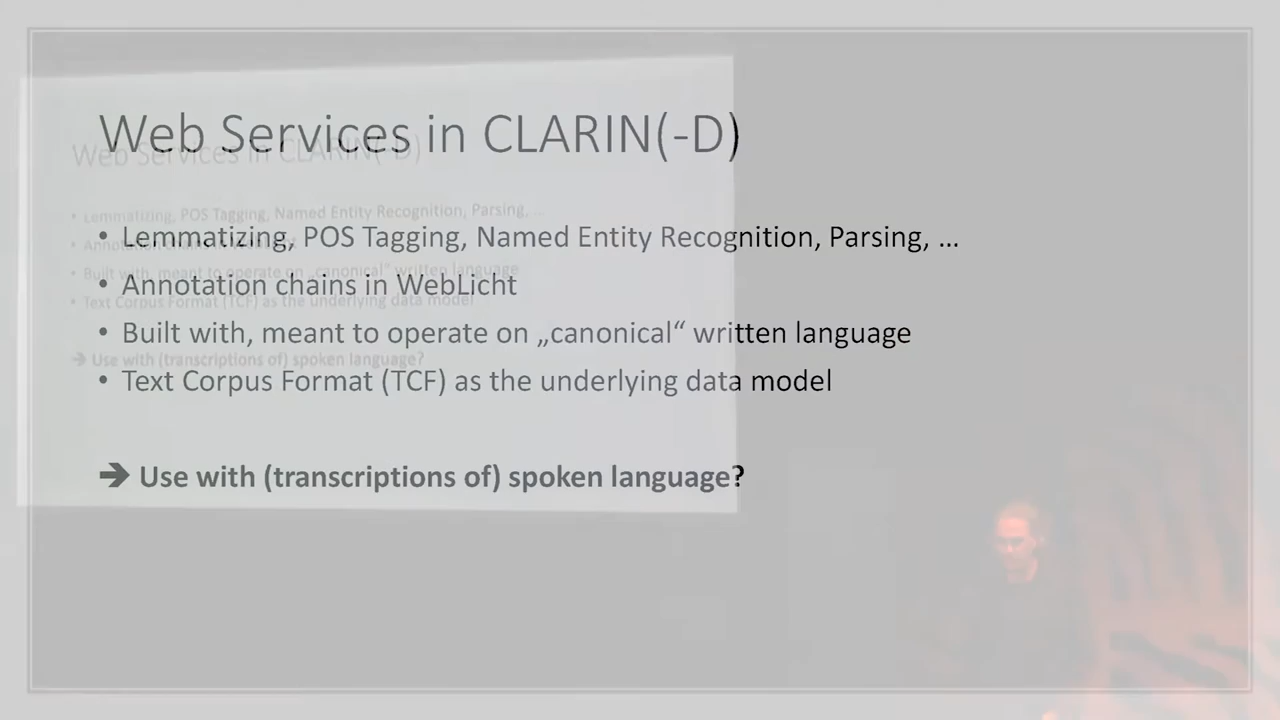 Web Services in CLARIN(-D)
• Lemmatizing, POS Tagging, Named Entity Recognition, Parsing, ...
• Annotation chains in WebLicht
• Built with, meant to operate on „canonical“ written language
• Text Corpus Format (TCF) as the underlying data model
➔ Use with (transcriptions of) spoken language?